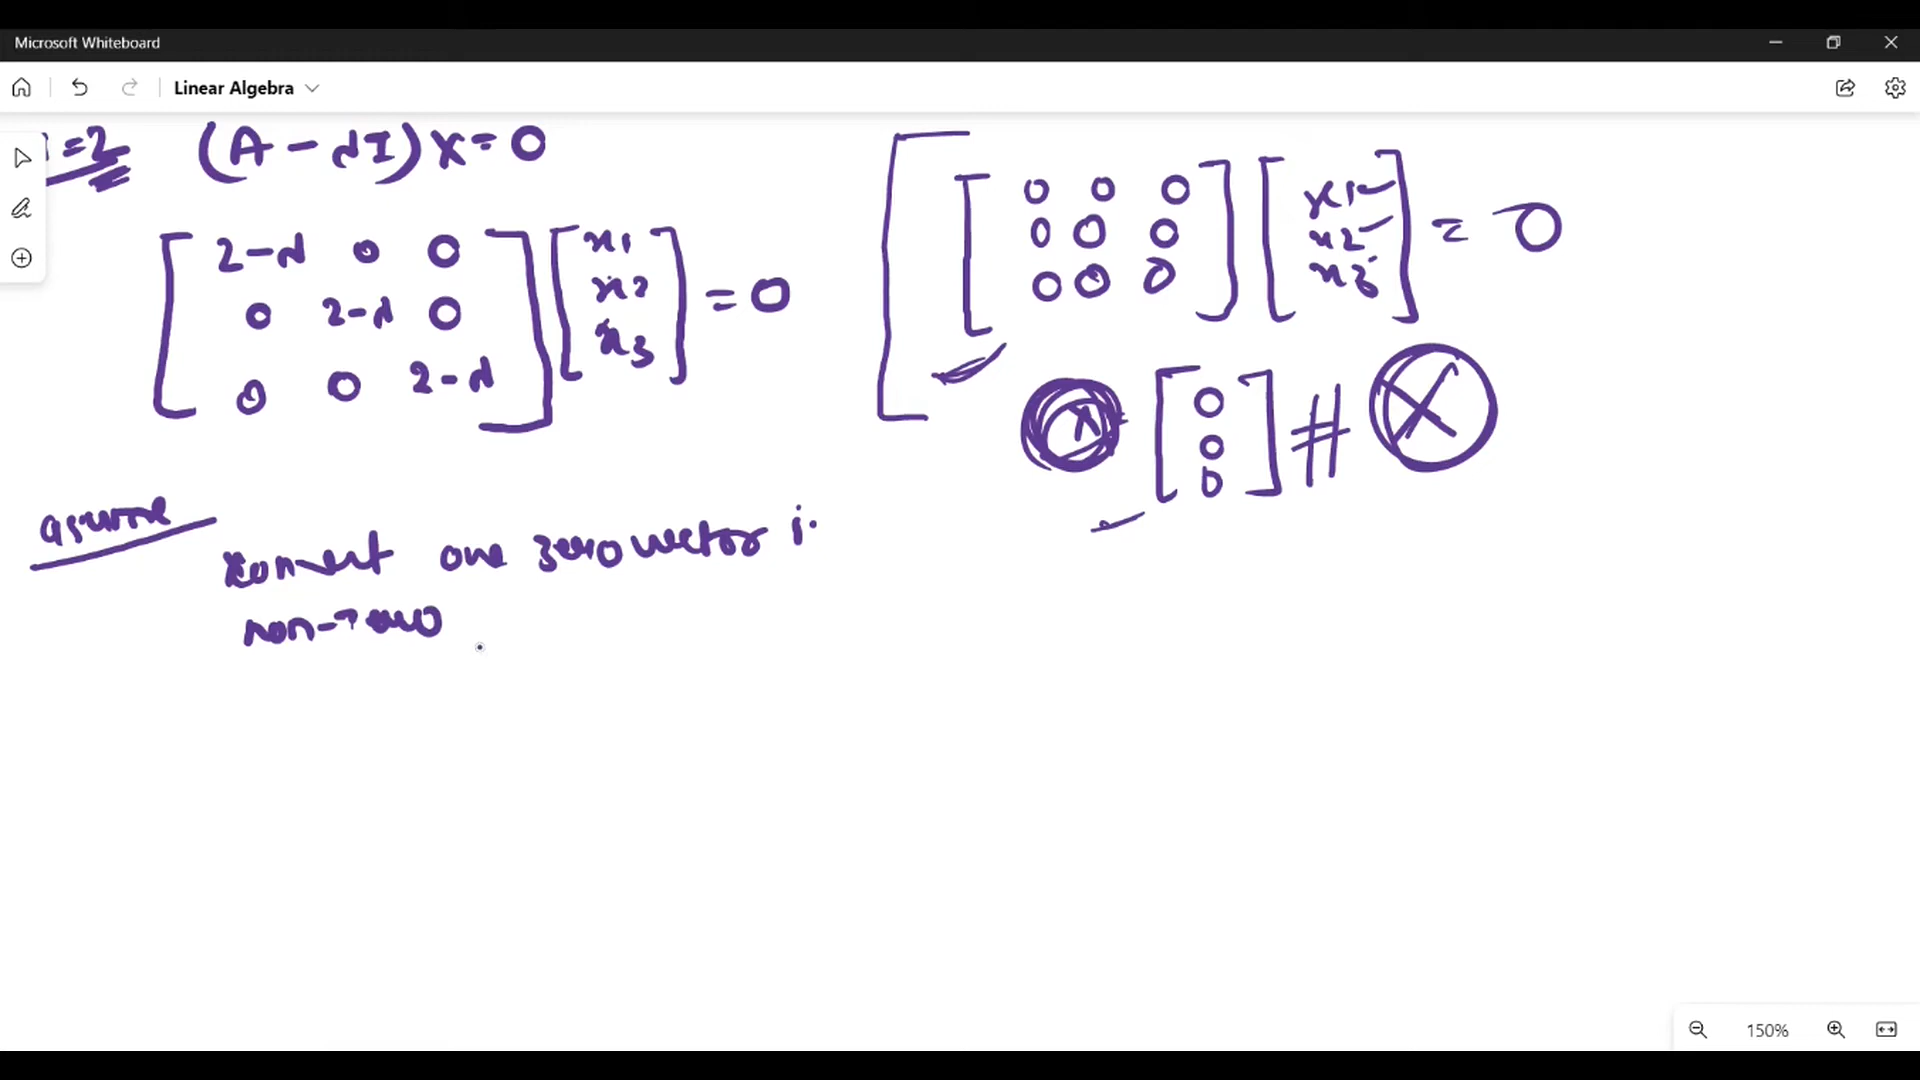 Microsoft Whiteboard
Linear Algebra
=2 (A - λI) X = 0
2-λ 0 0
0 2-λ 0
0 0 2-λ
x1
x2
x3
= 0
0 0 0
0 0 0
0 0 0
x1
x2
x3
= 0
X
0
0
0
#
X
assume
convert one zero vector i.
non-zero
150%